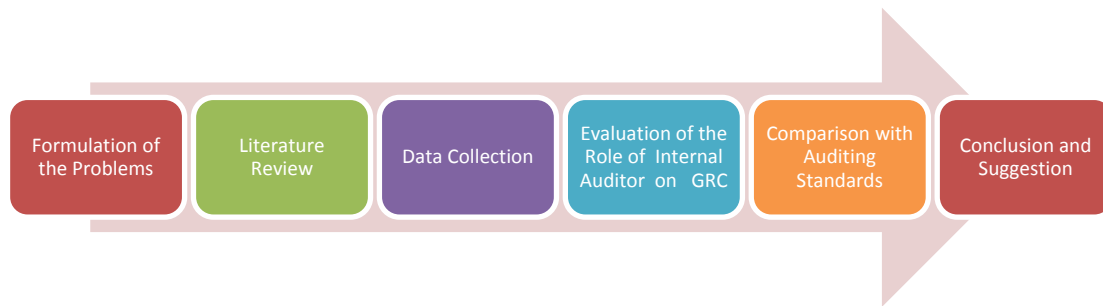 Formulation of
the Problems
Literature
Review
Data Collection
Evaluation of the
Role of Internal
Auditor on GRC
Comparison with
Auditing
Standards
Conclusion and
Suggestion